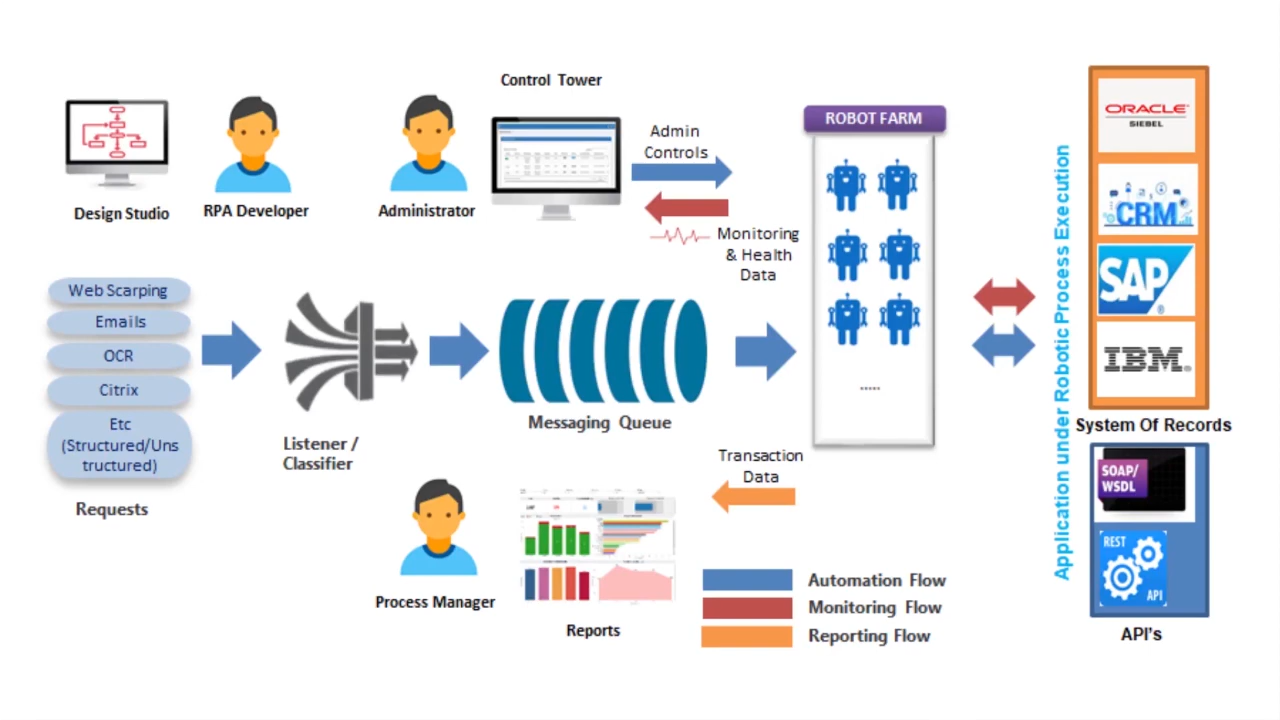 Control Tower
Design Studio
RPA Developer
Administrator
Admin
Controls
Monitoring
& Health
Data
ROBOT FARM
.....
Web Scarping
Emails
OCR
Citrix
Etc
(Structured/Uns
tructured)
Requests
Listener /
Classifier
Messaging Queue
Transaction
Data
Process Manager
Reports
Automation Flow
Monitoring Flow
Reporting Flow
Application under Robotic Process Execution
ORACLE®
SIEBEL
CRM
SAP®
IBM®
System Of Records
SOAP/
WSDL
REST
API
API's